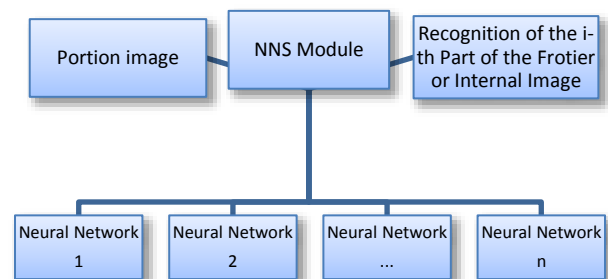 Portion image
NNS Module
Recognition of the i-
th Part of the Frotier
or Internal Image
Neural Network
1
Neural Network
2
Neural Network
...
Neural Network
n